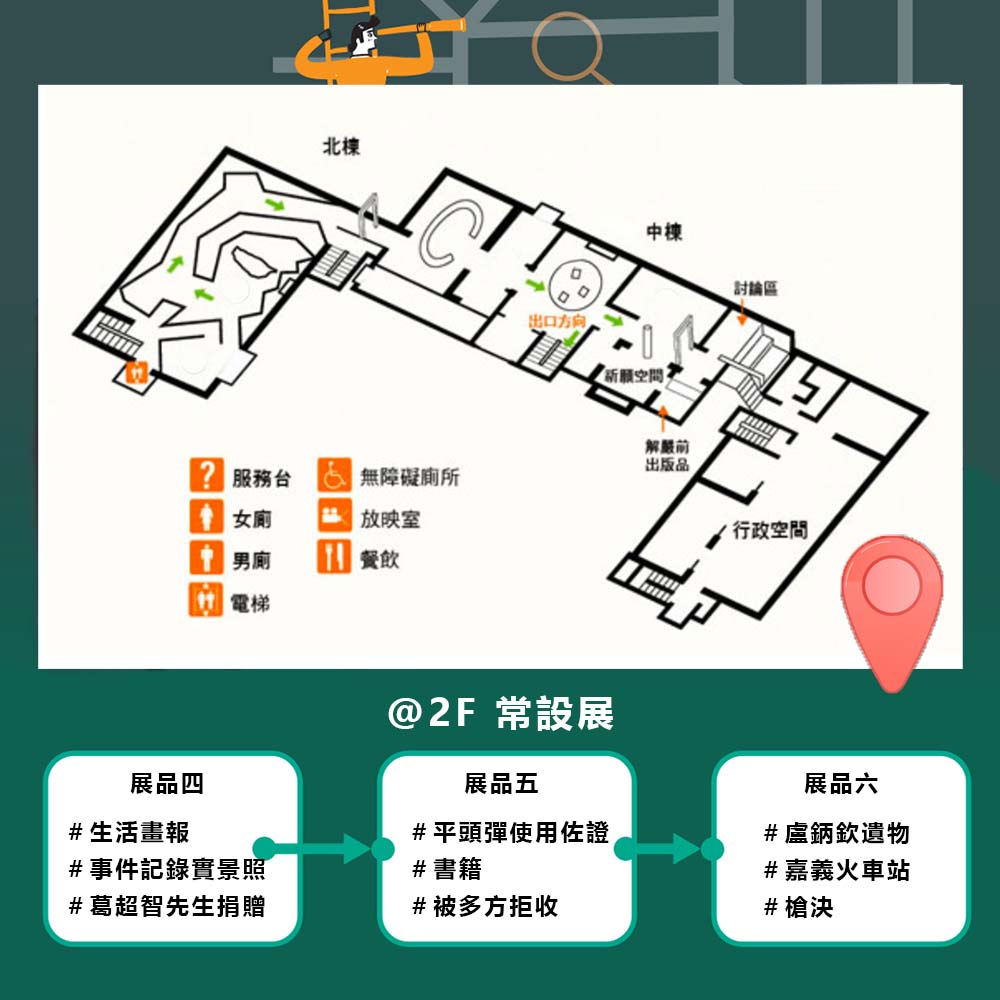 北棟
中棟
討論區
出口方向
祈願空間
解嚴前
出版品
行政空間
服務台
女廁
男廁
電梯
無障礙廁所
放映室
餐飲
@2F 常設展
展品四
#生活畫報
#事件記錄實景照
#葛超智先生捐贈
展品五
#平頭彈使用佐證
#書籍
#被多方拒收
展品六
#盧鈵欽遺物
#嘉義火車站
#槍決